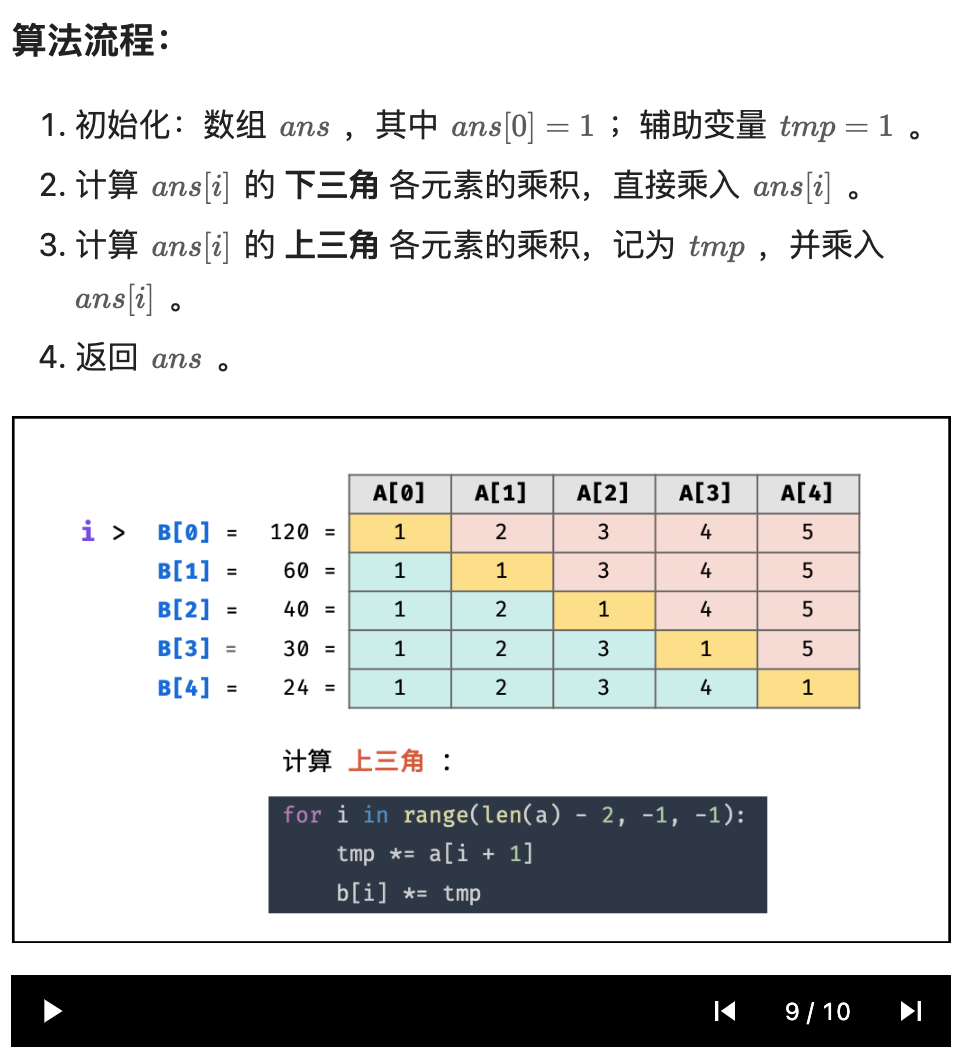 算法流程：
1. 初始化：数组 ans ，其中 ans[0] = 1 ；辅助变量 tmp = 1 。
2. 计算 ans[i] 的 下三角 各元素的乘积，直接乘入 ans[i] 。
3. 计算 ans[i] 的 上三角 各元素的乘积，记为 tmp ，并乘入
ans[i] 。
4. 返回 ans 。
A[0] A[1] A[2] A[3] A[4]
i > B[0] = 120 = 1 2 3 4 5
B[1] = 60 = 1 1 3 4 5
B[2] = 40 = 1 2 1 4 5
B[3] = 30 = 1 2 3 1 5
B[4] = 24 = 1 2 3 4 1
计算 上三角 ：
for i in range(len(a) - 2, -1, -1):
tmp *= a[i + 1]
b[i] *= tmp
9 / 10